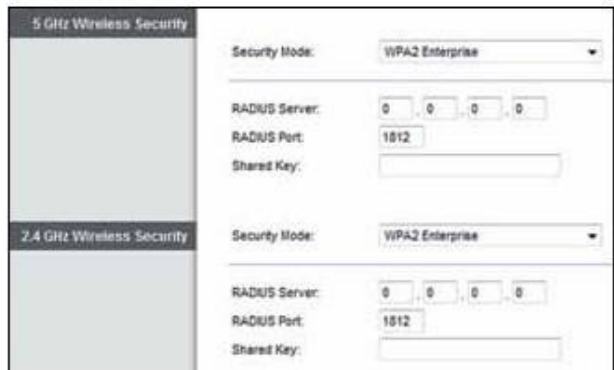 5 GHz Wireless Security
Security Mode: WPA2 Enterprise
RADIUS Server: 0 . 0 . 0 . 0
RADIUS Port: 1812
Shared Key:
2.4 GHz Wireless Security
Security Mode: WPA2 Enterprise
RADIUS Server: 0 . 0 . 0 . 0
RADIUS Port: 1812
Shared Key: